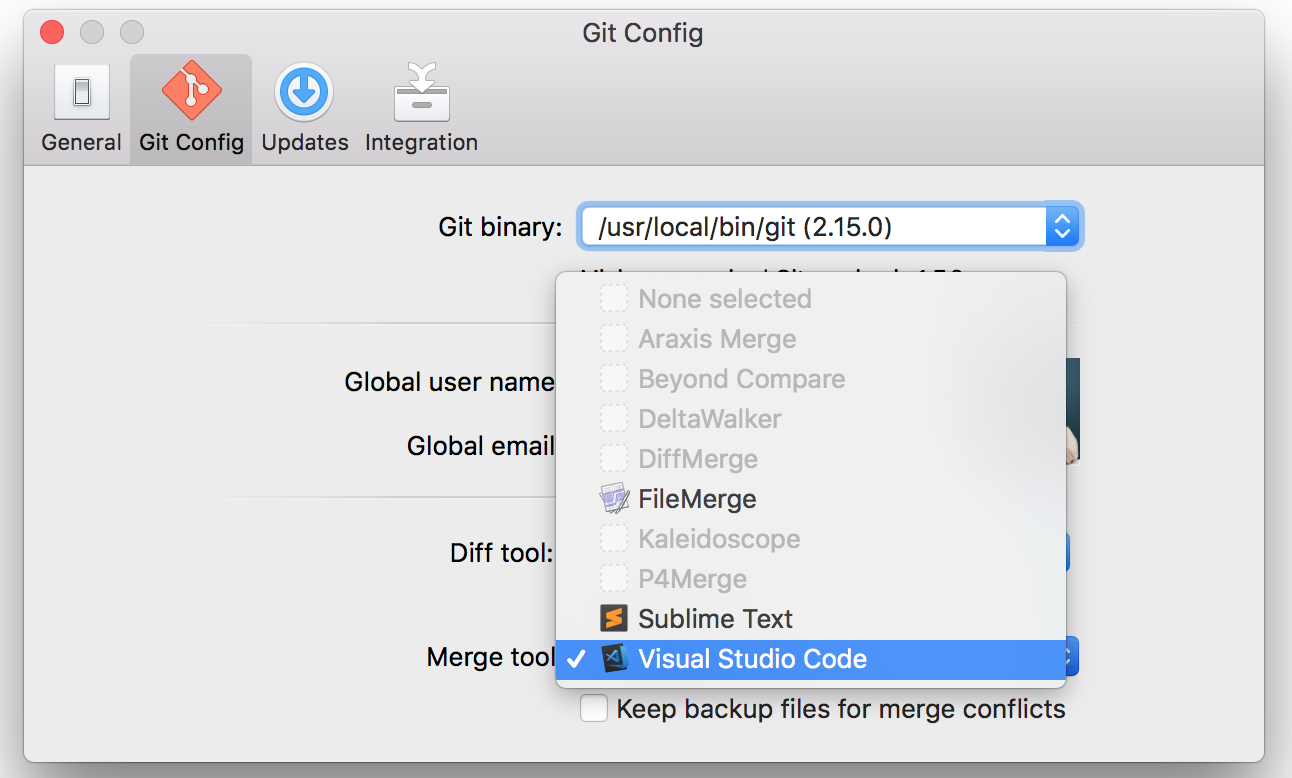 Git Config
General
Git Config
Updates
Integration
Git binary:
/usr/local/bin/git (2.15.0)
None selected
Araxis Merge
Beyond Compare
Global user name
DeltaWalker
Global email
DiffMerge
FileMerge
Kaleidoscope
Diff tool:
P4Merge
Sublime Text
Merge tool
Visual Studio Code
Keep backup files for merge conflicts